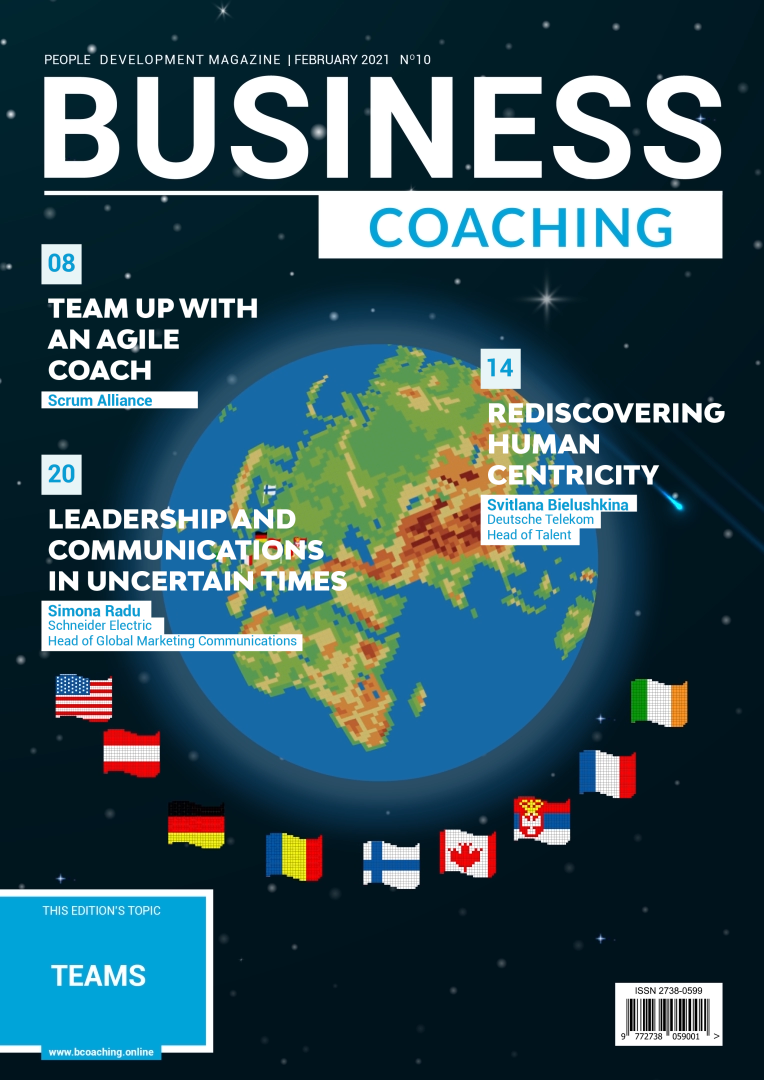 PEOPLE DEVELOPMENT MAGAZINE | FEBRUARY 2021 Nº10
BUSINESS
COACHING
08
TEAM UP WITH
AN AGILE
COACH
Scrum Alliance
14
REDISCOVERING
HUMAN
CENTRICITY
Svitlana Bielushkina
Deutsche Telekom
Head of Talent
20
LEADERSHIP AND
COMMUNICATIONS
IN UNCERTAIN TIMES
Simona Radu
Schneider Electric
Head of Global Marketing Communications
THIS EDITION'S TOPIC
TEAMS
www.bcoaching.online
ISSN 2738-0599
9 772738 059001 >